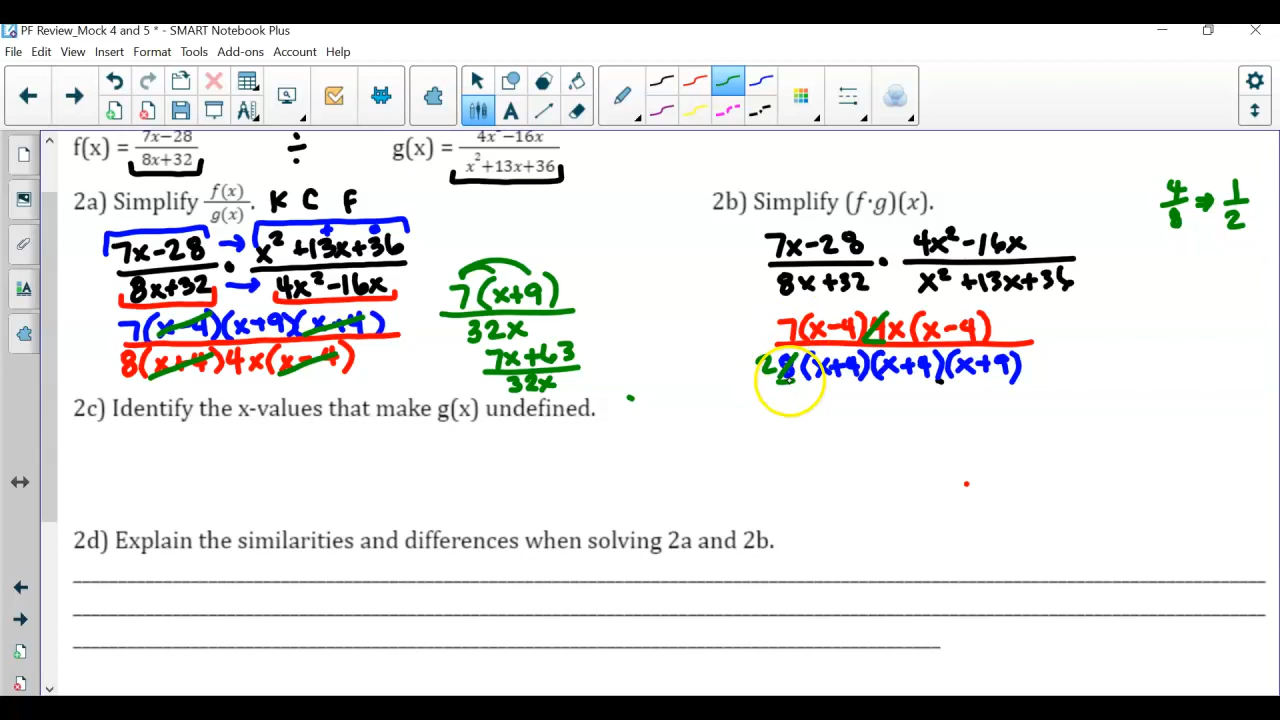 PF Review_Mock 4 and 5 * - SMART Notebook Plus
File Edit View Insert Format Tools Add-ons Account Help
f(x) = 7x−28 / 8x+32 ÷ g(x) = 4x²−16x / x²+13x+36
2a) Simplify f(x) / g(x). K C F
7x-28 / 8x+32 · x²+13x+36 / 4x²-16x
7(x-4)(x+9)(x+4) / 8(x+4)4x(x-4)
7(x+9) / 32x
7x+63 / 32x
2b) Simplify (f·g)(x).
4/8 ⇒ 1/2
7x-28 / 8x+32 · 4x²-16x / x²+13x+36
7(x-4)4x(x-4) / 2 8(x+4)(x+4)(x+9)
2c) Identify the x-values that make g(x) undefined.
2d) Explain the similarities and differences when solving 2a and 2b.